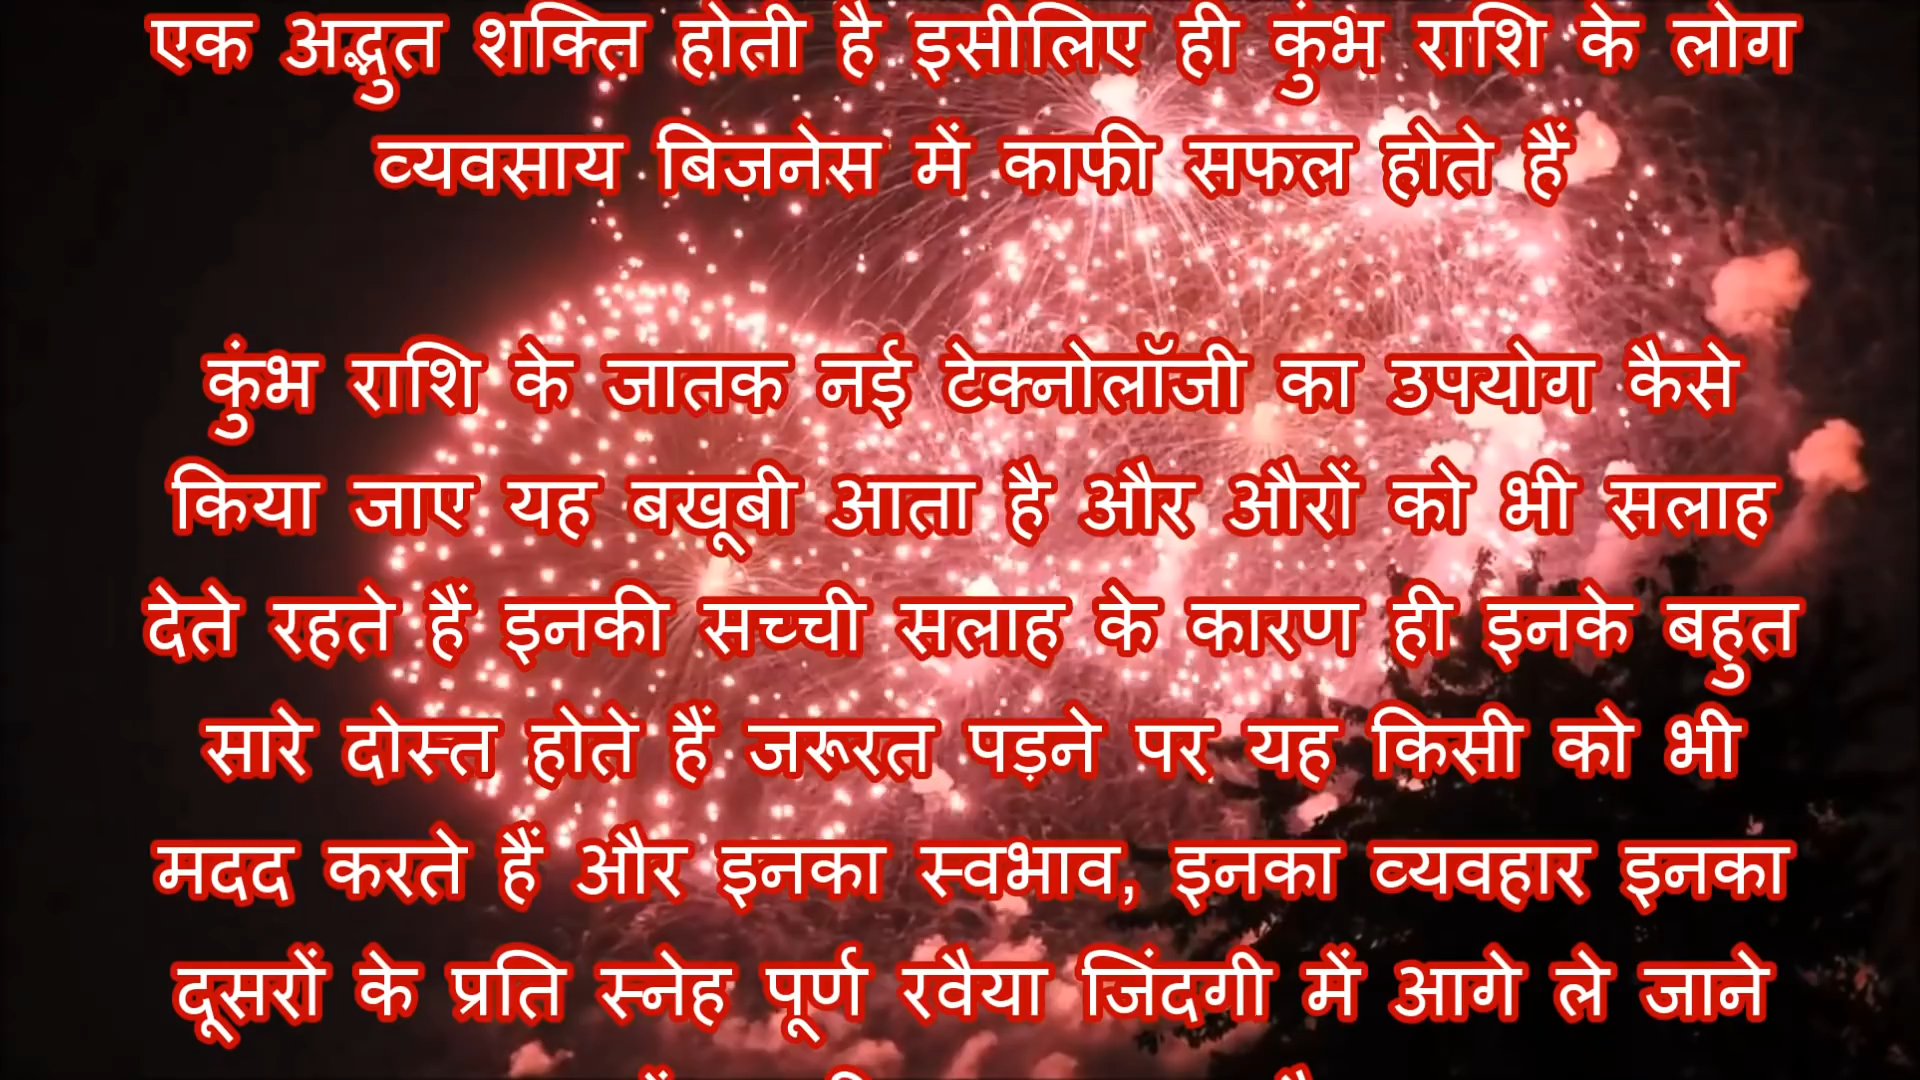 एक अद्भुत शक्ति होती है इसीलिए ही कुंभ राशि के लोग
व्यवसाय बिजनेस में काफी सफल होते हैं
कुंभ राशि के जातक नई टेक्नोलॉजी का उपयोग कैसे
किया जाए यह बखूबी आता है और औरों को भी सलाह
देते रहते हैं इनकी सच्ची सलाह के कारण ही इनके बहुत
सारे दोस्त होते हैं जरूरत पड़ने पर यह किसी को भी
मदद करते हैं और इनका स्वभाव, इनका व्यवहार इनका
दूसरों के प्रति स्नेह पूर्ण रवैया जिंदगी में आगे ले जाने